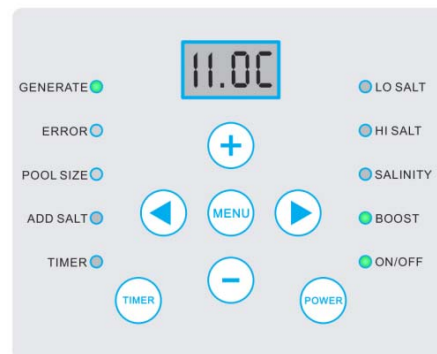 11.0C
GENERATE
LO SALT
ERROR
+
HI SALT
POOL SIZE
SALINITY
ADD SALT
MENU
BOOST
TIMER
−
ON/OFF
TIMER
POWER